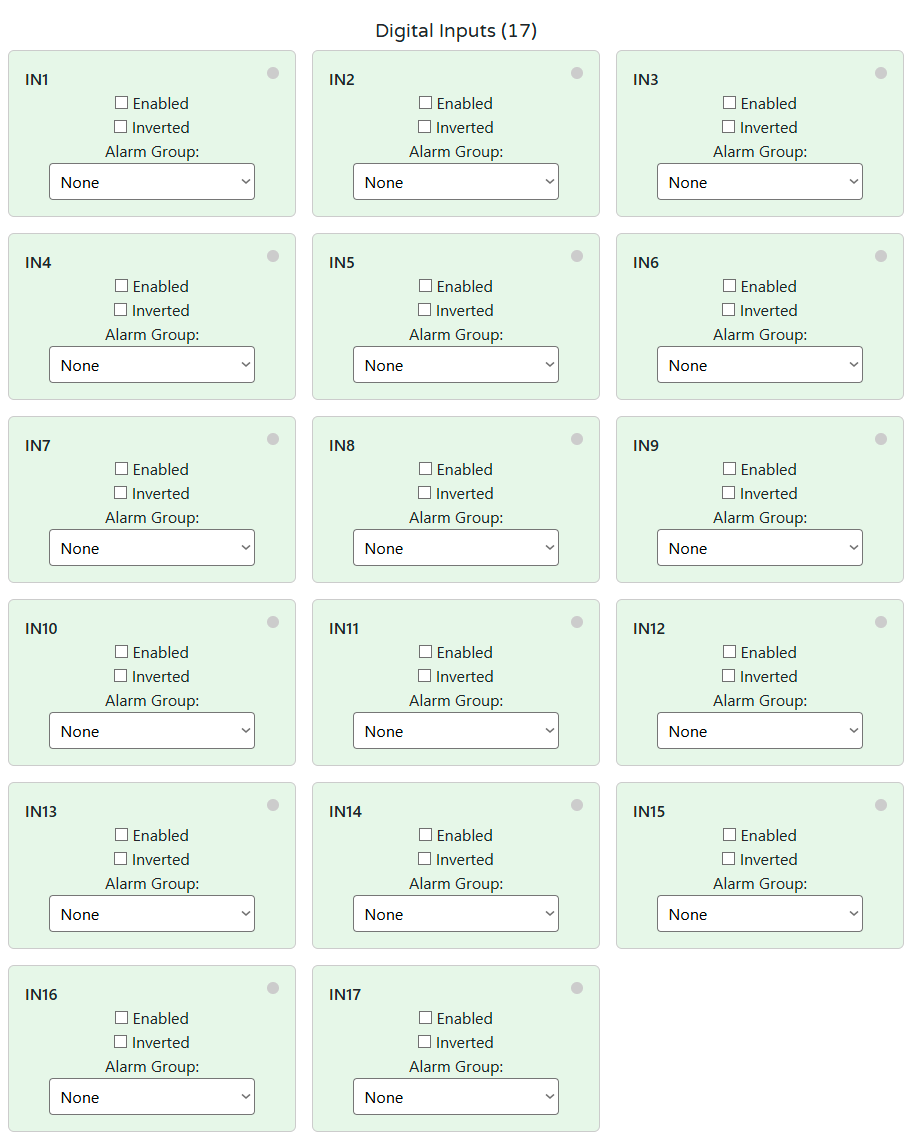 Digital Inputs (17)
IN1
Enabled
Inverted
Alarm Group:
None
IN2
Enabled
Inverted
Alarm Group:
None
IN3
Enabled
Inverted
Alarm Group:
None
IN4
Enabled
Inverted
Alarm Group:
None
IN5
Enabled
Inverted
Alarm Group:
None
IN6
Enabled
Inverted
Alarm Group:
None
IN7
Enabled
Inverted
Alarm Group:
None
IN8
Enabled
Inverted
Alarm Group:
None
IN9
Enabled
Inverted
Alarm Group:
None
IN10
Enabled
Inverted
Alarm Group:
None
IN11
Enabled
Inverted
Alarm Group:
None
IN12
Enabled
Inverted
Alarm Group:
None
IN13
Enabled
Inverted
Alarm Group:
None
IN14
Enabled
Inverted
Alarm Group:
None
IN15
Enabled
Inverted
Alarm Group:
None
IN16
Enabled
Inverted
Alarm Group:
None
IN17
Enabled
Inverted
Alarm Group:
None